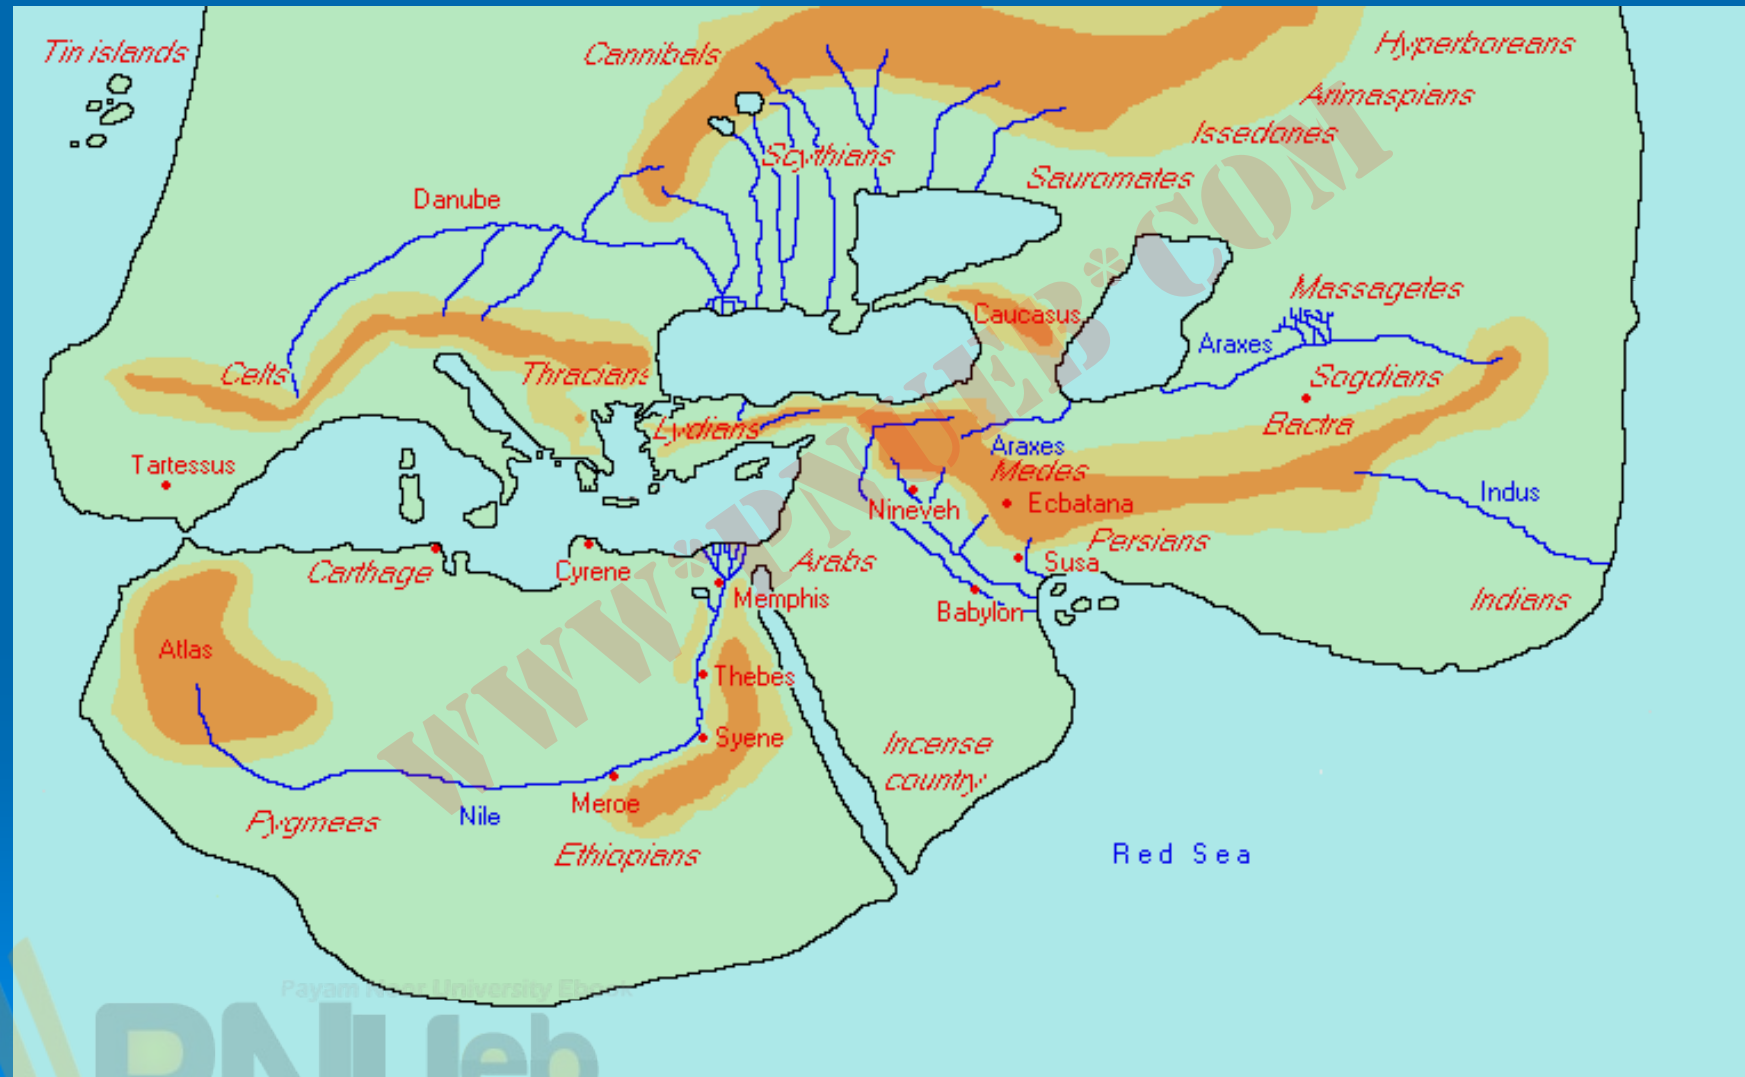 Tin islands
Cannibals
Hyperboreans
Arimaspians
Issedones
Scythians
Sauromates
Danube
Massagetes
Caucasus
Araxes
Celts
Thracians
Sogdians
Lydians
Bactra
Araxes
Medes
Tartessus
Nineveh
Ecbatana
Indus
Persians
Carthage
Cyrene
Arabs
Susa
Memphis
Babylon
Indians
Atlas
Thebes
Syene
Incense
country
Meroe
Nile
Pygmees
Ethiopians
Red Sea
WWW*PNUEB*COM
Payam Noor University Ebook
PNUeb